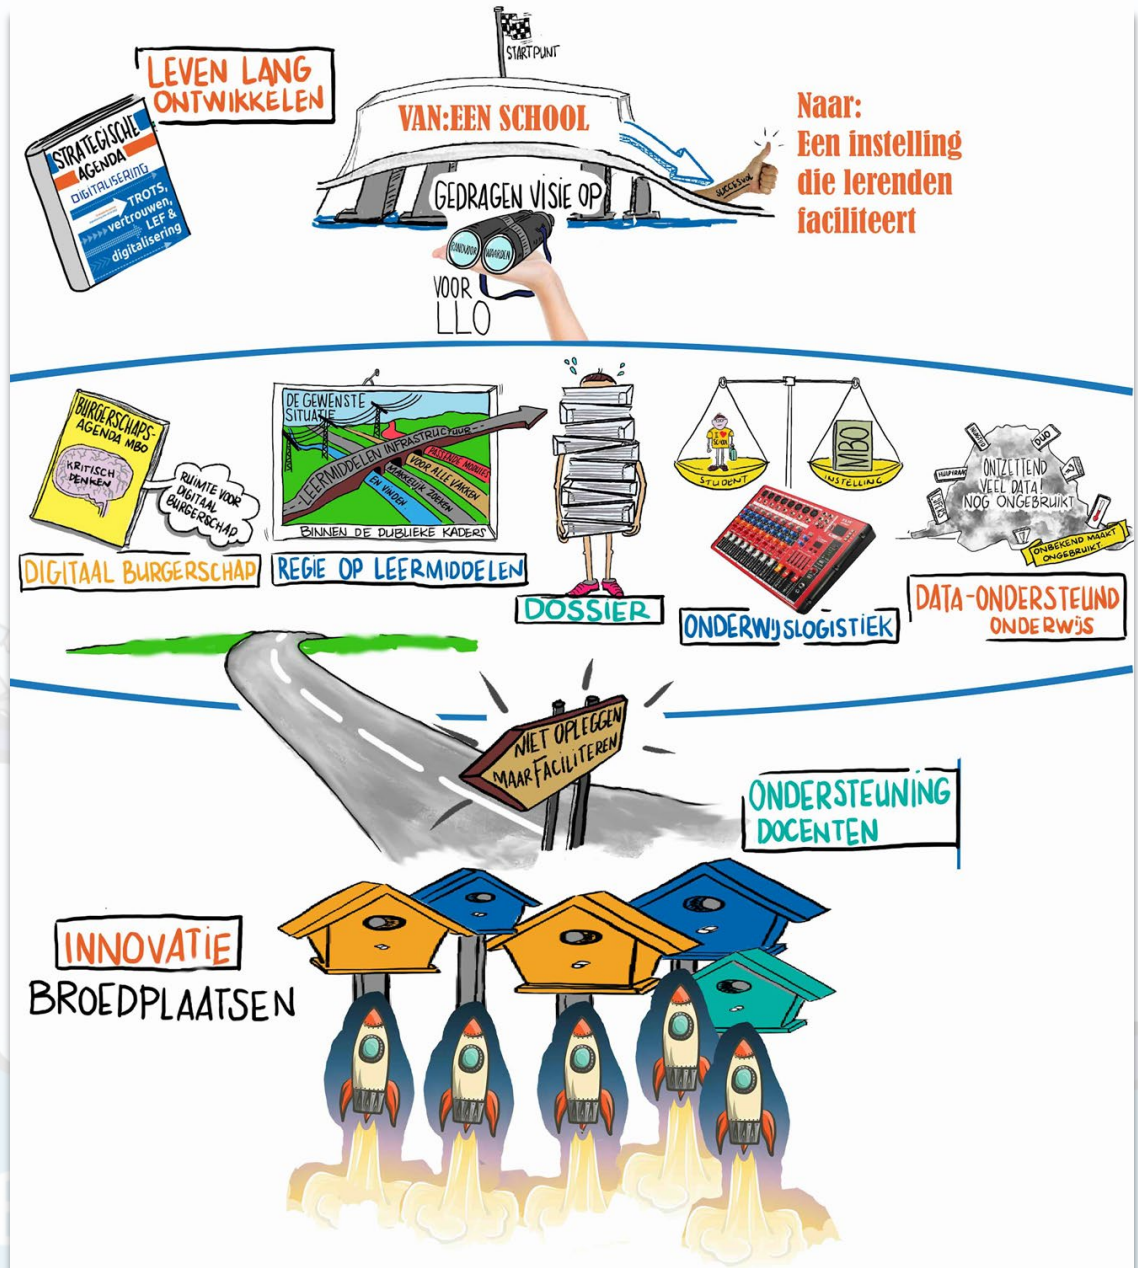 STARTPUNT
LEVEN LANG
ONTWIKKELEN
STRATEGISCHE
AGENDA
DIGITALISERING
TROTS,
vertrouwen,
LEF &
digitalisering
VAN:EEN SCHOOL
SUCCESVOL
Naar:
Een instelling
die lerenden
faciliteert
GEDRAGEN VISIE OP
WAARDEN
VOOR
LLO
BURGERSCHAPS-
AGENDA MBO
KRITISCH
DENKEN
RUIMTE VOOR
DIGITAAL
BURGERSCHAP
DIGITAAL BURGERSCHAP
DE GEWENSTE
SITUATIE
LEERMIDDELEN INFRASTRUCTUUR
PASSENDE MODULES
VOOR ALLE VAKKEN
MAKKELIJK ZOEKEN
EN VINDEN
BINNEN DE PUBLIEKE KADERS
REGIE OP LEERMIDDELEN
DOSSIER
STUDENT
MBO
INSTELLING
ONDERWIJSLOGISTIEK
DUO
ONTZETTEND
VEEL DATA!
NOG ONGEBRUIKT
ONBEKEND MAAKT
ONGEBRUIKT
DATA-ONDERSTEUND
ONDERWIJS
NIET OPLEGGEN
MAAR FACILITEREN
ONDERSTEUNING
DOCENTEN
INNOVATIE
BROEDPLAATSEN